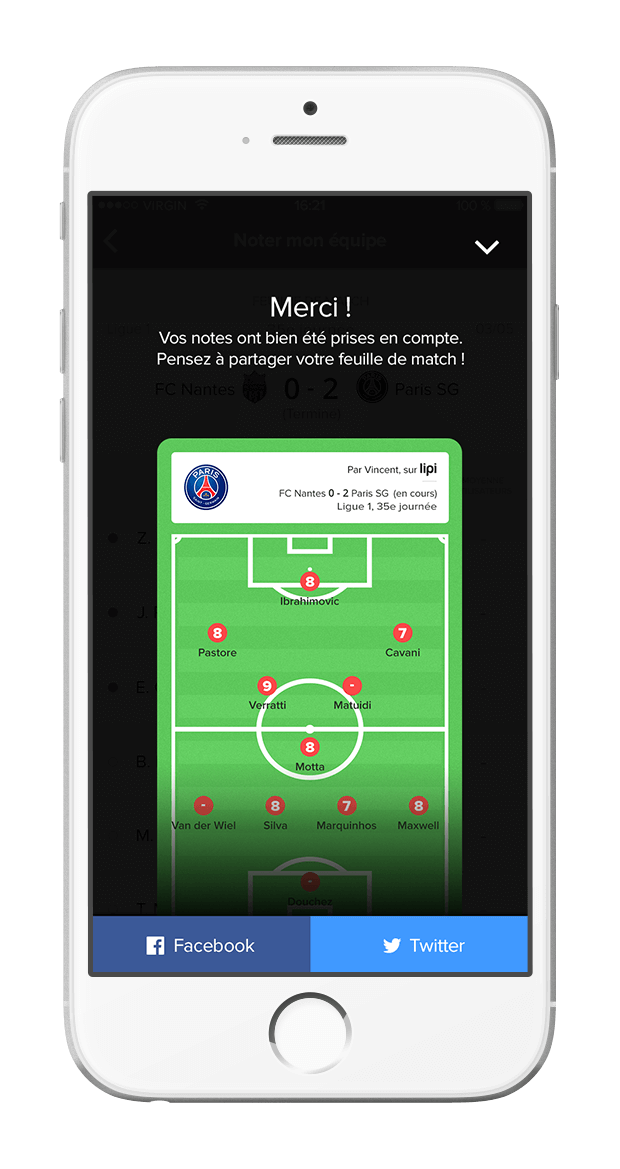 VIRGIN 16:21 100 %
Noter mon équipe
Merci !
Vos notes ont bien été prises en compte.
Pensez à partager votre feuille de match !
FC Nantes 0 - 2 Paris SG
(Terminé)
PARIS
SAINT-GERMAIN
Par Vincent, sur lipi
FC Nantes 0 - 2 Paris SG (en cours)
Ligue 1, 35e journée
Z.
8
Ibrahimovic
J.
8
Pastore
7
Cavani
E.
9
Verratti
-
Matuidi
B.
8
Motta
M.
-
Van der Wiel
8
Silva
7
Marquinhos
8
Maxwell
-
Douchez
Facebook
Twitter